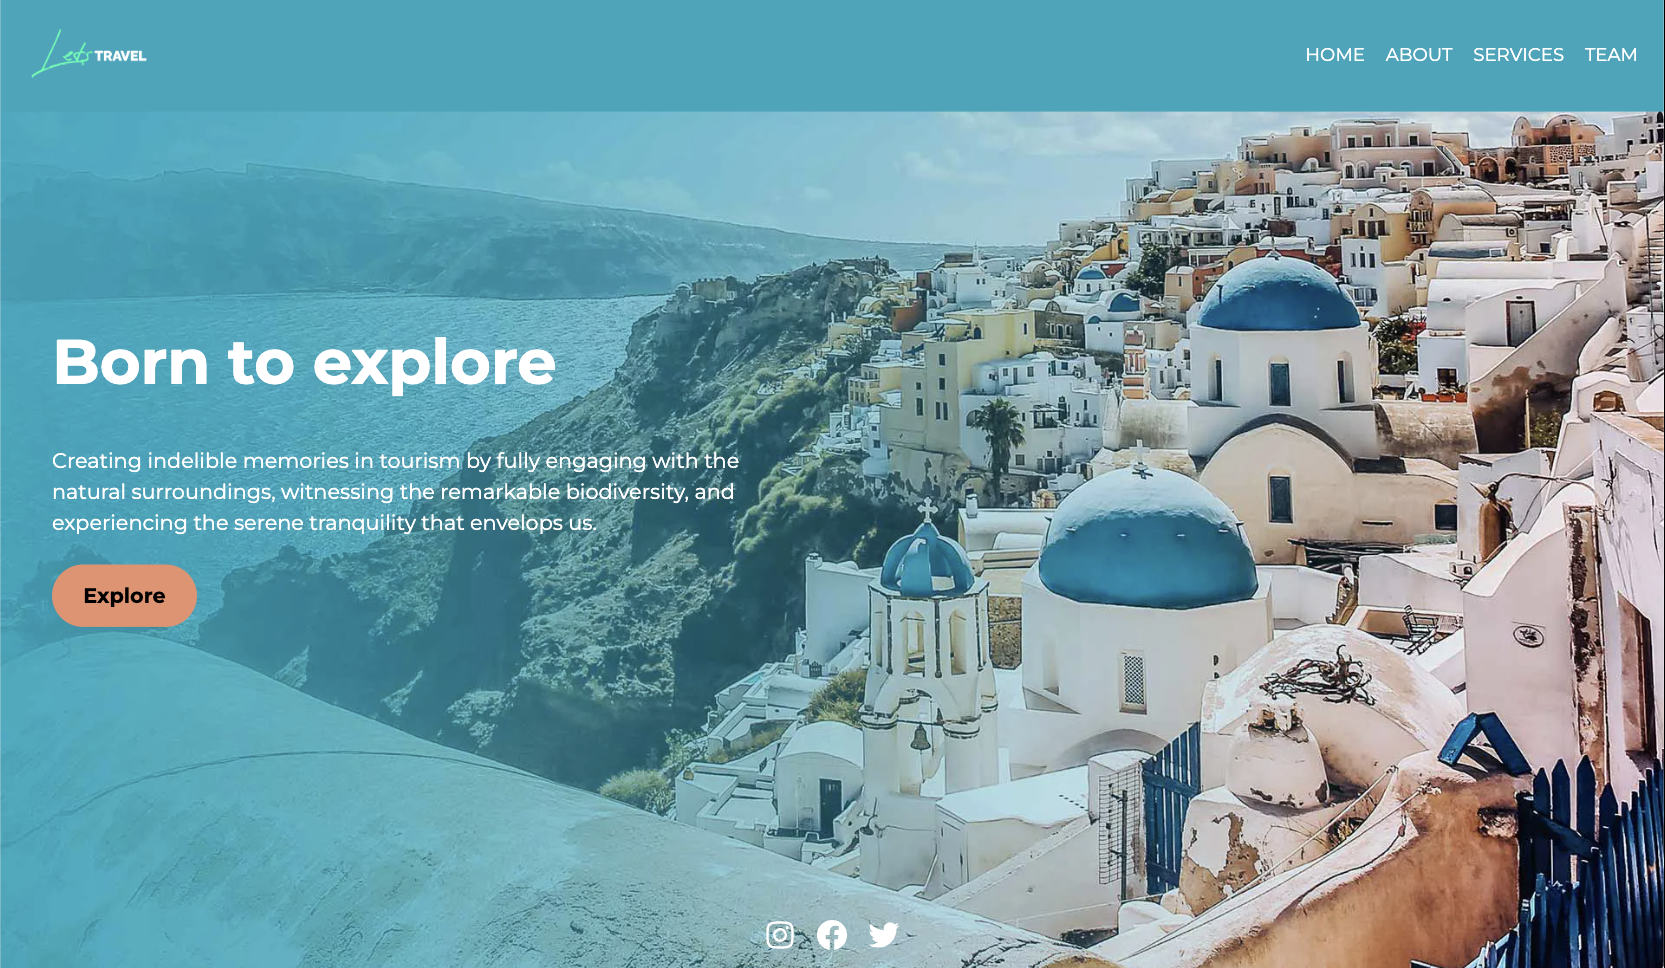 Lets TRAVEL
HOME ABOUT SERVICES TEAM
Born to explore
Creating indelible memories in tourism by fully engaging with the
natural surroundings, witnessing the remarkable biodiversity, and
experiencing the serene tranquility that envelops us.
Explore